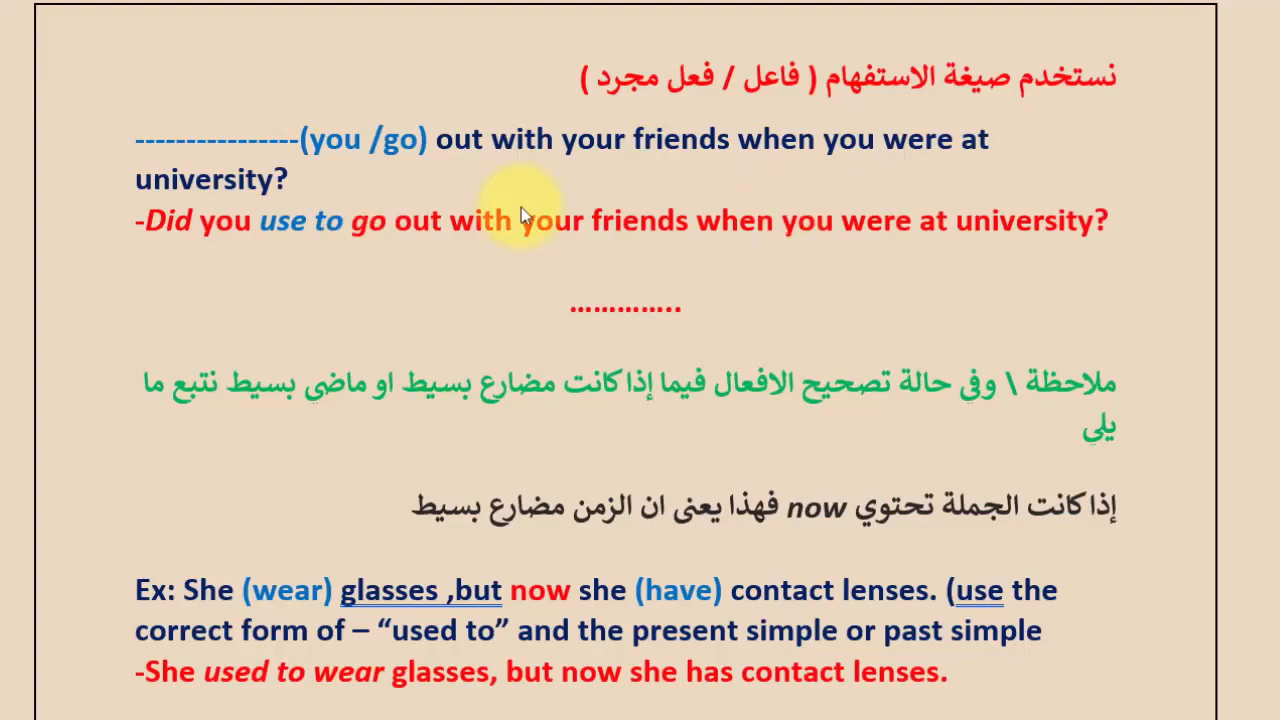 نستخدم صيغة الاستفهام ( فاعل / فعل مجرد )
----------------(you /go) out with your friends when you were at
university?
-Did you use to go out with your friends when you were at university?
…………..
ملاحظة \ وفي حالة تصحيح الافعال فيما إذا كانت مضارع بسيط او ماضي بسيط نتبع ما
يلي
إذا كانت الجملة تحتوي now فهذا يعنى ان الزمن مضارع بسيط
Ex: She (wear) glasses ,but now she (have) contact lenses. (use the
correct form of – “used to” and the present simple or past simple
-She used to wear glasses, but now she has contact lenses.